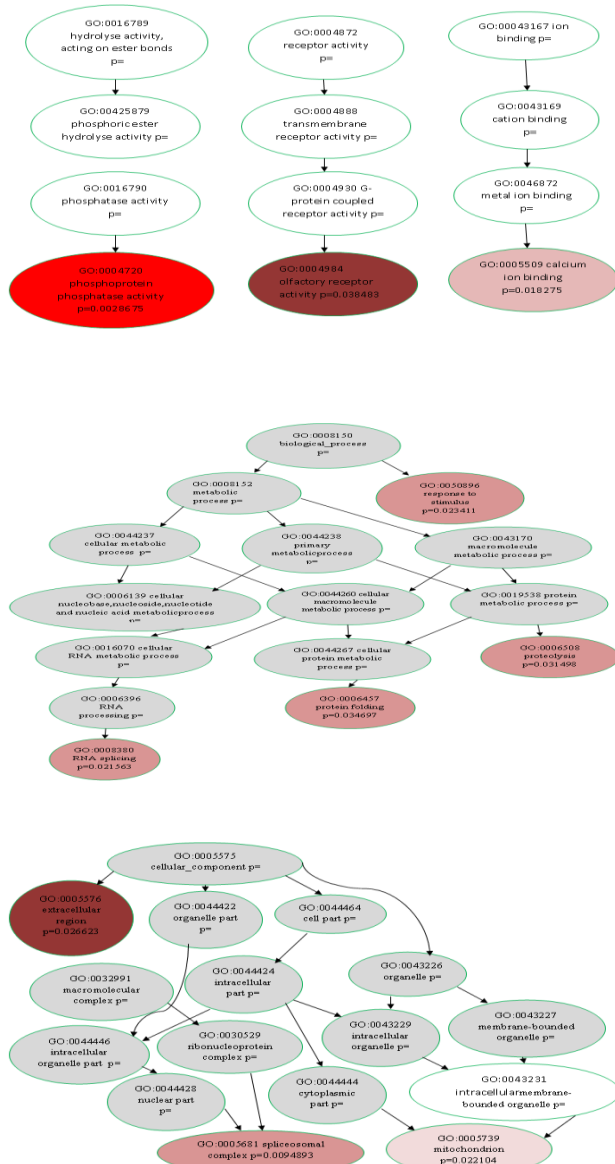 GO:0016789
hydrolyse activity,
acting on ester bonds
p=
GO:0004872
receptor activity
p=
GO:00043167 ion
binding p=
GO:00425879
phosphoric ester
hydrolyse activity p=
GO:0004888
transmembrane
receptor activity p=
GO:0043169
cation binding
p=
GO:0016790
phosphatase activity
p=
GO:0004930 G-
protein coupled
receptor activity p=
GO:0046872
metal ion binding
p=
GO:0004720
phosphoprotein
phosphatase activity
p=0.0028675
GO:0004984
olfactory receptor
activity p=0.038483
GO:0005509 calcium
ion binding
p=0.018275
GO:0008150
biological_process
p=
GO:0008152
metabolic
process p=
GO:0050896
response to
stimulus
p=0.023411
GO:0044237
cellular metabolic
process p=
GO:0044238
primary
metabolicprocess
p=
GO:0043170
macromolecule
metabolic process p=
GO:0006139 cellular
nucleobase,nucleoside,nucleotide
and nucleic acid metabolicprocess
p=
GO:0044260 cellular
macromolecule
metabolic process p=
GO:0019538 protein
metabolic process p=
GO:0016070 cellular
RNA metabolic process
p=
GO:0044267 cellular
protein metabolic process
p=
GO:0006508
proteolysis
p=0.031498
GO:0006396
RNA
processing p=
GO:0006457
protein folding
p=0.034697
GO:0008380
RNA splicing
p=0.021563
GO:0005575
cellular_component p=
GO:0005576
extracellular
region
p=0.026623
GO:0044422
organelle part
p=
GO:0044464
cell part p=
GO:0032991
macromolecular
complex p=
GO:0044424
intracellular
part p=
GO:0043226
organelle p=
GO:0043227
membrane-bounded
organelle p=
GO:0044446
intracellular
organelle part p=
GO:0030529
ribonucleoprotein
complex p=
GO:0043229
intracellular
organelle p=
GO:0044428
nuclear part
p=
GO:0044444
cytoplasmic
part p=
GO:0043231
intracellularmembrane-
bounded organelle p=
GO:0005681 spliceosomal
complex p=0.0094893
GO:0005739
mitochondrion
p=0.022104